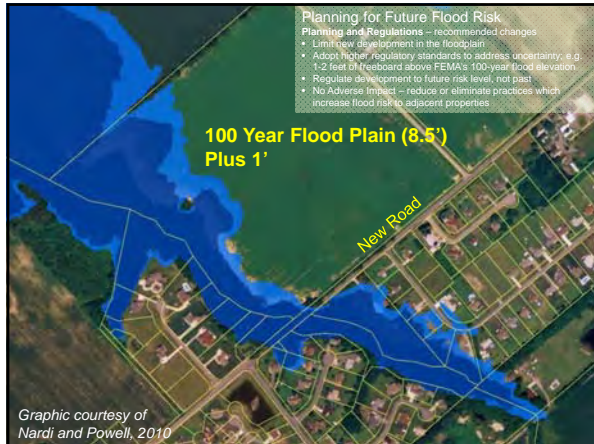 Planning for Future Flood Risk
Planning and Regulations – recommended changes
• Limit new development in the floodplain
• Adopt higher regulatory standards to address uncertainty; e.g.
1-2 feet of freeboard above FEMA's 100-year flood elevation
• Regulate development to future risk level, not past
• No Adverse Impact – reduce or eliminate practices which
increase flood risk to adjacent properties
100 Year Flood Plain (8.5')
Plus 1'
New Road
Graphic courtesy of
Nardi and Powell, 2010